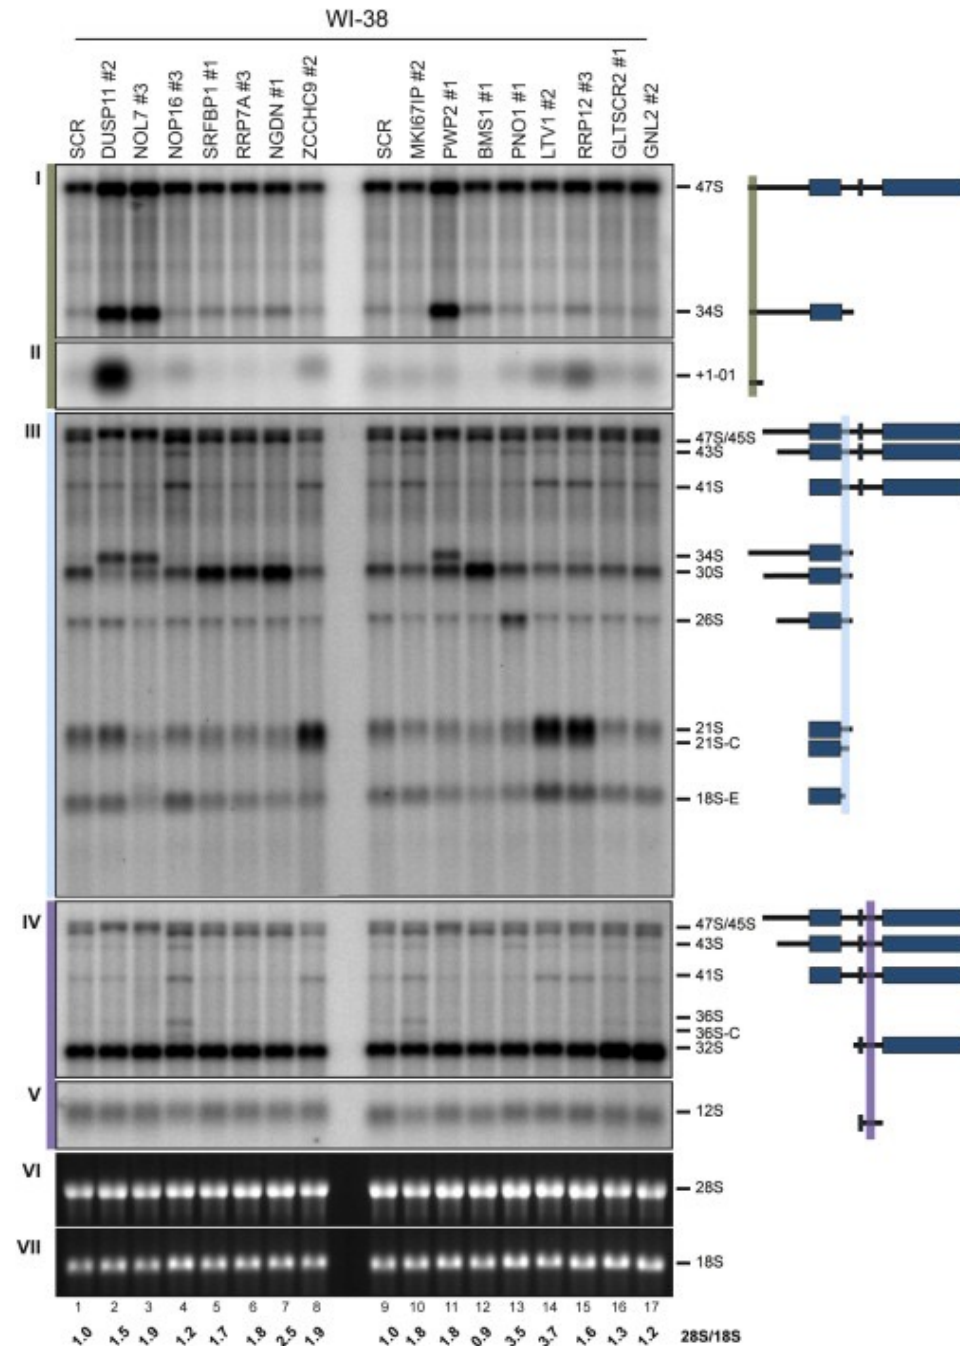 WI-38
SCR DUSP11 #2 NOL7 #3 NOP16 #3 SRFBP1 #1 RRP7A #3 NGDN #1 ZCCHC9 #2 SCR MKI67IP #2 PWP2 #1 BMS1 #1 PNO1 #1 LTV1 #2 RRP12 #3 GLTSCR2 #1 GNL2 #2
I
47S
34S
II
+1-01
III
47S/45S
43S
41S
34S
30S
26S
21S
21S-C
18S-E
IV
47S/45S
43S
41S
36S
36S-C
32S
V
12S
VI
28S
VII
18S
1 2 3 4 5 6 7 8 9 10 11 12 13 14 15 16 17
1.0 1.5 1.9 1.2 1.7 1.8 2.5 1.9 1.0 1.8 1.8 0.9 3.5 3.7 1.6 1.3 1.2 28S/18S